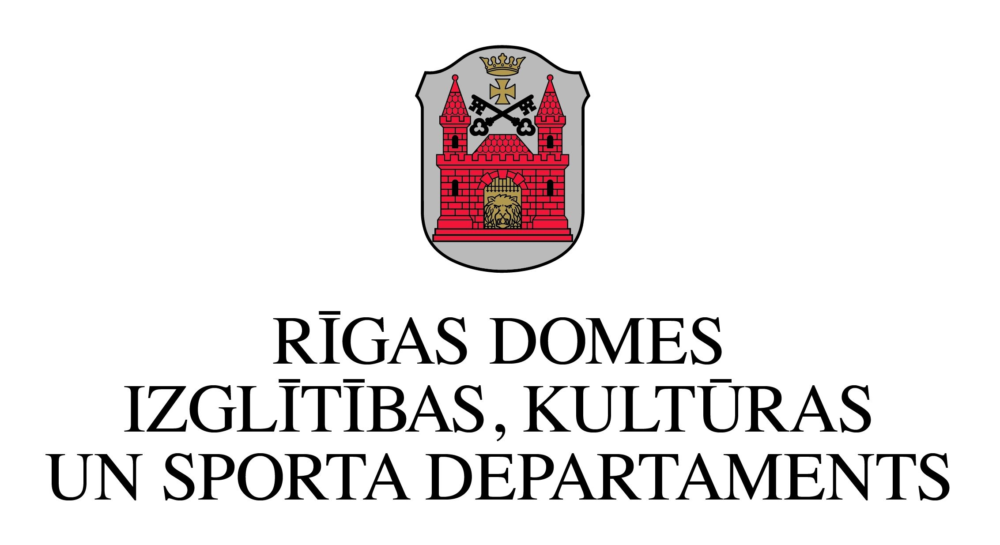 RĪGAS DOMES
IZGLĪTĪBAS, KULTŪRAS
UN SPORTA DEPARTAMENTS